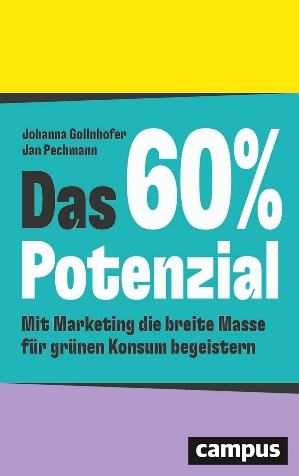 Johanna Gollnhofer
Jan Pechmann
Das 60%
Potenzial
Mit Marketing die breite Masse
für grünen Konsum begeistern
campus